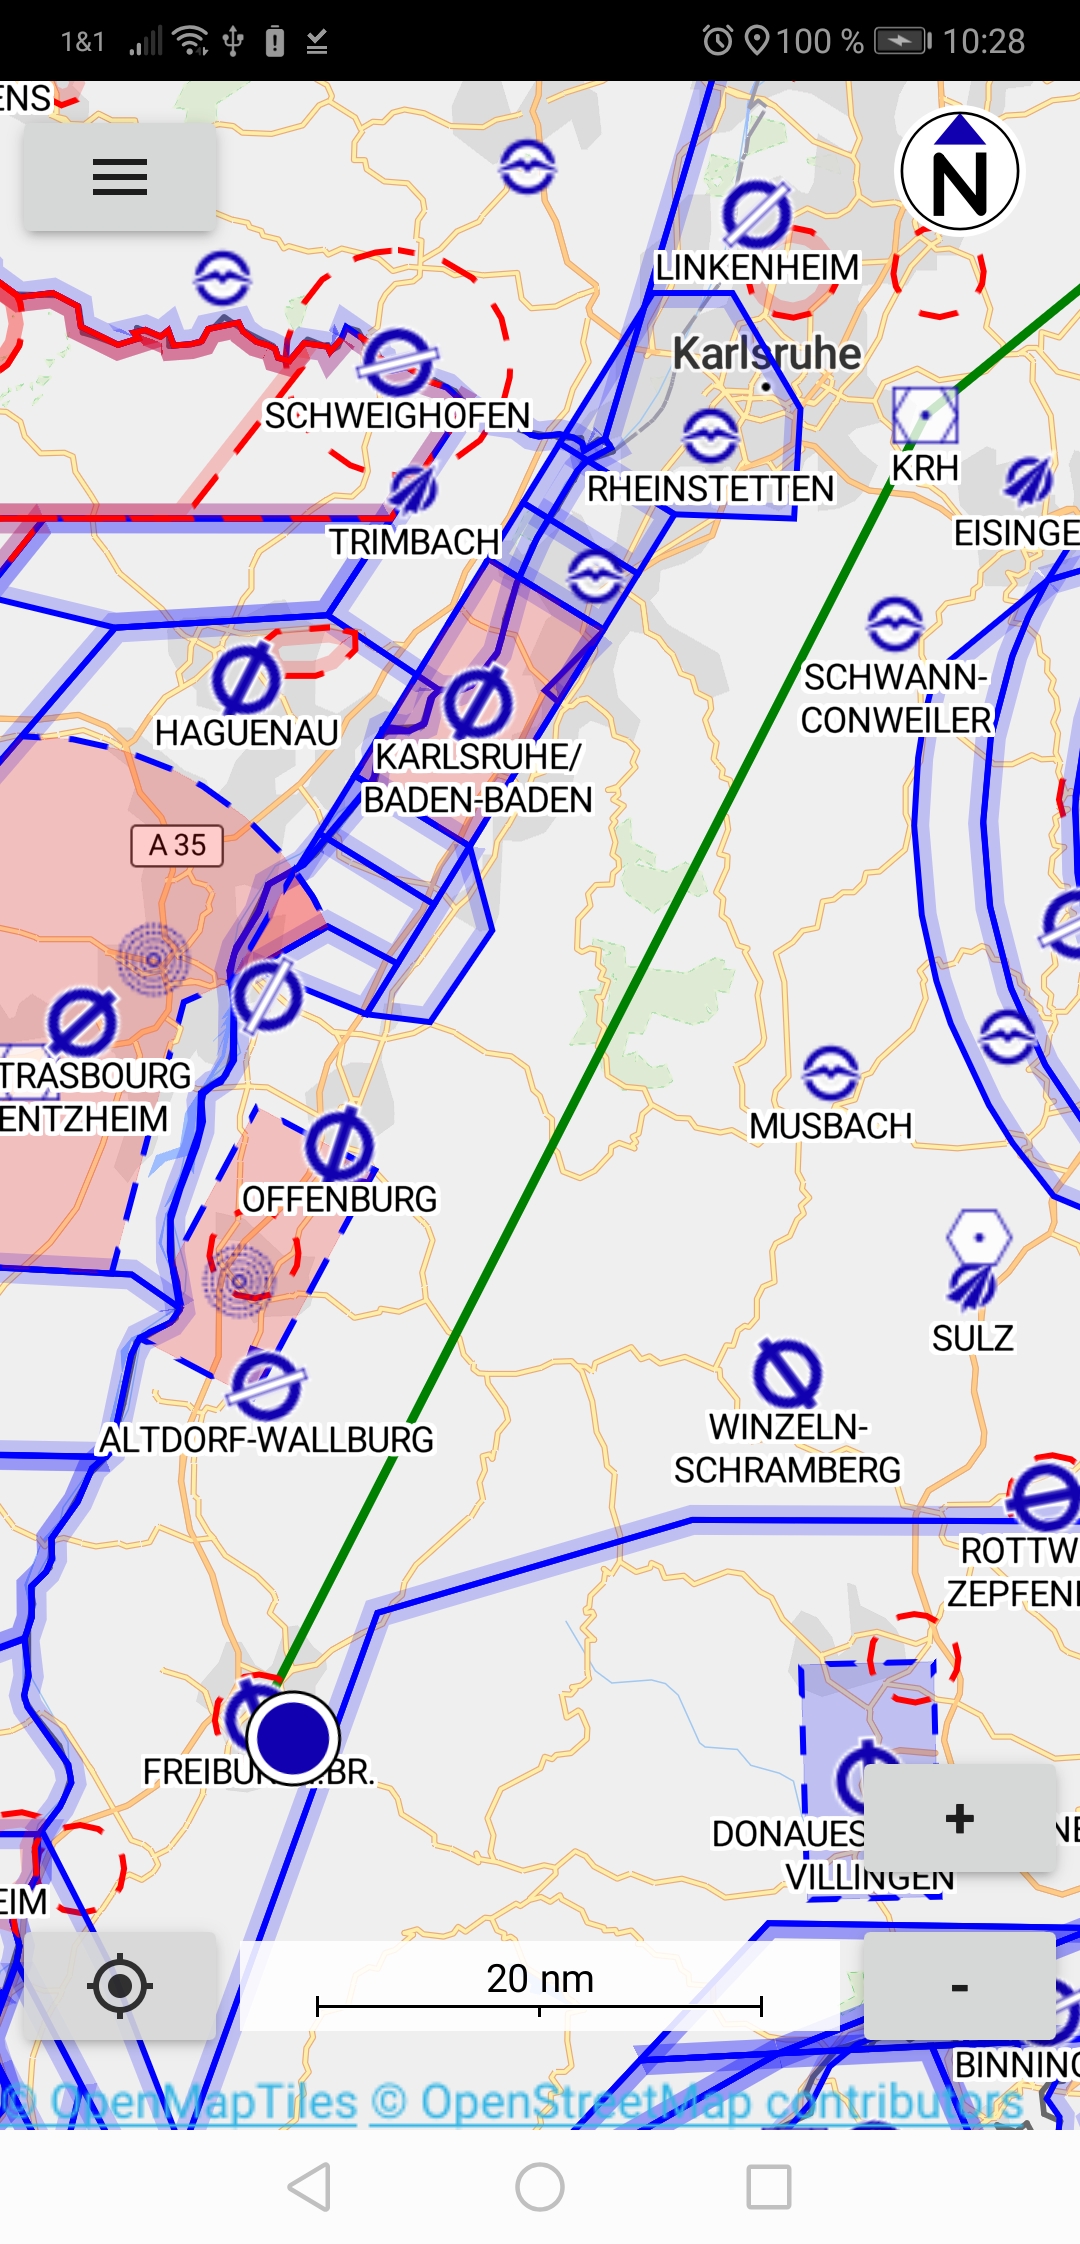 1&1
100 % 10:28
ENS
N
LINKENHEIM
Karlsruhe
SCHWEIGHOFEN
KRH
RHEINSTETTEN
EISINGE
TRIMBACH
SCHWANN-
CONWEILER
HAGUENAU
KARLSRUHE/
BADEN-BADEN
A 35
TRASBOURG
ENTZHEIM
MUSBACH
OFFENBURG
SULZ
ALTDORF-WALLBURG
WINZELN-
SCHRAMBERG
ROTTW
ZEPFEN
FREIBU .BR.
DONAUES
VILLINGEN
NE
EIM
+
20 nm
-
BINNING
© OpenMapTiles © OpenStreetMap contributors